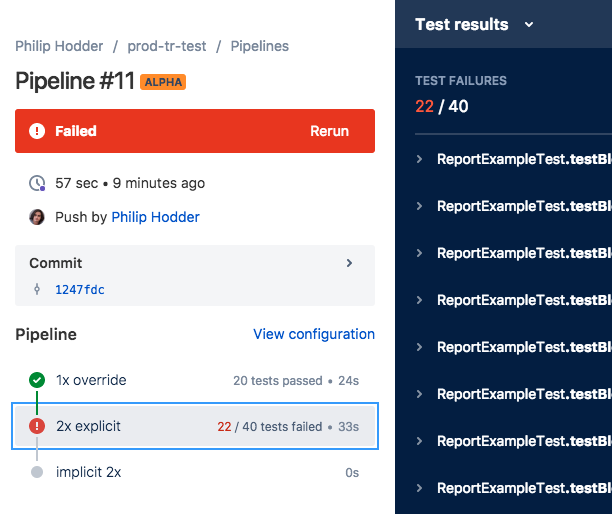 Philip Hodder / prod-tr-test / Pipelines
Pipeline #11 ALPHA
Failed Rerun
57 sec • 9 minutes ago
Push by Philip Hodder
Commit
1247fdc
Pipeline View configuration
1x override 20 tests passed • 24s
2x explicit 22 / 40 tests failed • 33s
implicit 2x 0s
Test results
TEST FAILURES
22 / 40
ReportExampleTest.testBl
ReportExampleTest.testBl
ReportExampleTest.testBl
ReportExampleTest.testBl
ReportExampleTest.testBl
ReportExampleTest.testBl
ReportExampleTest.testBl
ReportExampleTest.testBl